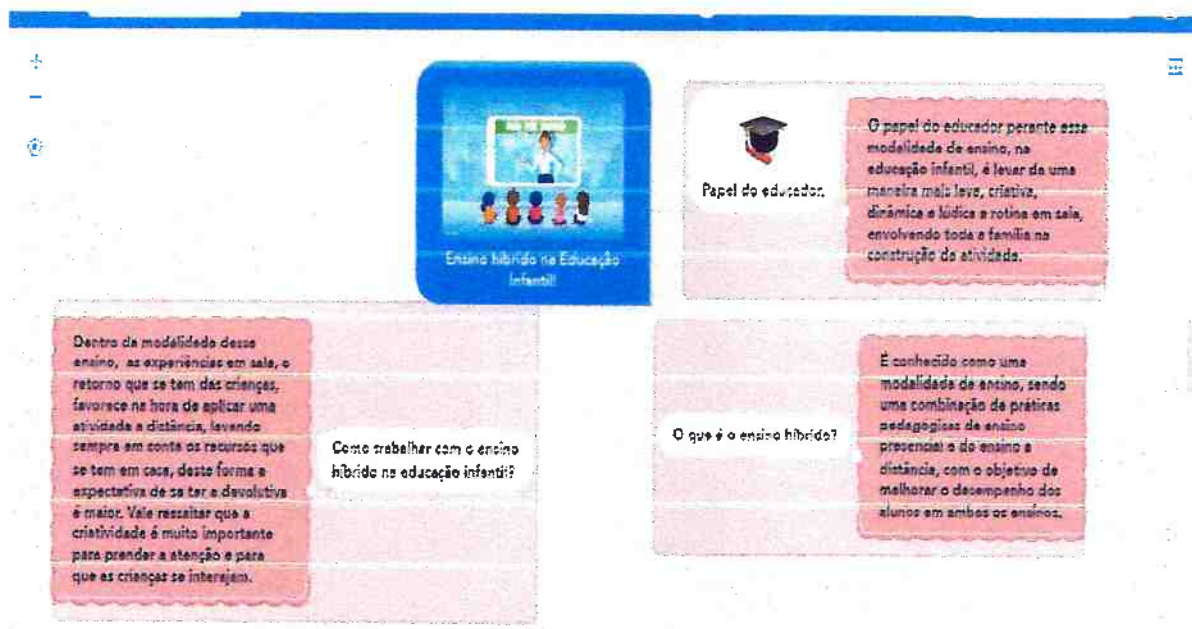 Ensino híbrido na Educação
Infantil!
Papel do educador.
O papel do educador perante essa
modalidade de ensino, na
educação infantil, é levar de uma
maneira mais leve, criativa,
dinâmica e lúdica a rotina em sala,
envolvendo toda a família na
construção da atividade.
Dentro da modalidade desse
ensino, as experiências em sala, o
retorno que se tem das crianças,
favorece na hora de aplicar uma
atividade a distância, levando
sempre em conta os recursos que
se tem em casa, deste forma a
expectativa de se ter a devolutiva
é maior. Vale ressaltar que a
criatividade é muito importante
para prender a atenção e para
que as crianças se interajam.
Como trabalhar com o ensino
híbrido na educação infantil?
O que é o ensino híbrido?
É conhecido como uma
modalidade de ensino, sendo
uma combinação de práticas
pedagógicas do ensino
presencial e do ensino a
distância, com o objetivo de
melhorar o desempenho dos
alunos em ambos os ensinos.